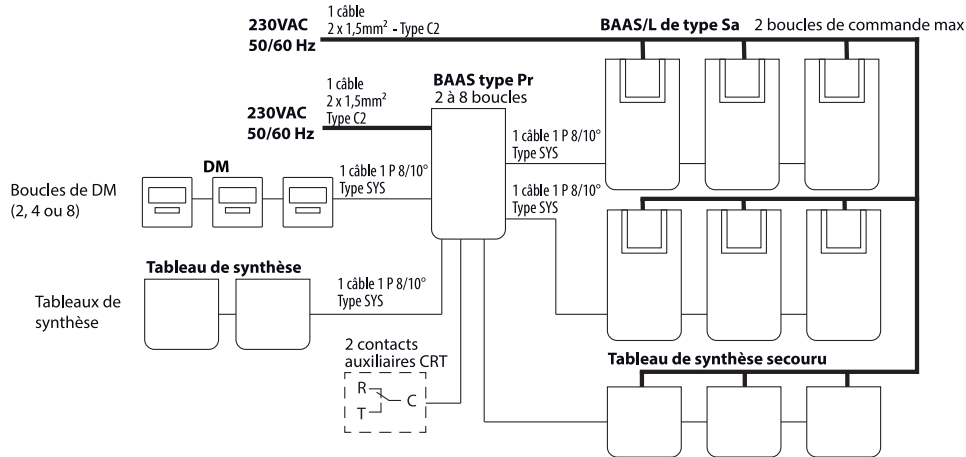 230VAC
50/60 Hz
1 câble
2 x 1,5mm² - Type C2
BAAS/L de type Sa 2 boucles de commande max
230VAC
50/60 Hz
1 câble
2 x 1,5mm²
Type C2
BAAS type Pr
2 à 8 boucles
1 câble 1 P 8/10°
Type SYS
Boucles de DM
(2, 4 ou 8)
DM
1 câble 1 P 8/10°
Type SYS
1 câble 1 P 8/10°
Type SYS
Tableau de synthèse
Tableaux de
synthèse
1 câble 1 P 8/10°
Type SYS
2 contacts
auxiliaires CRT
R
C
T
Tableau de synthèse secouru